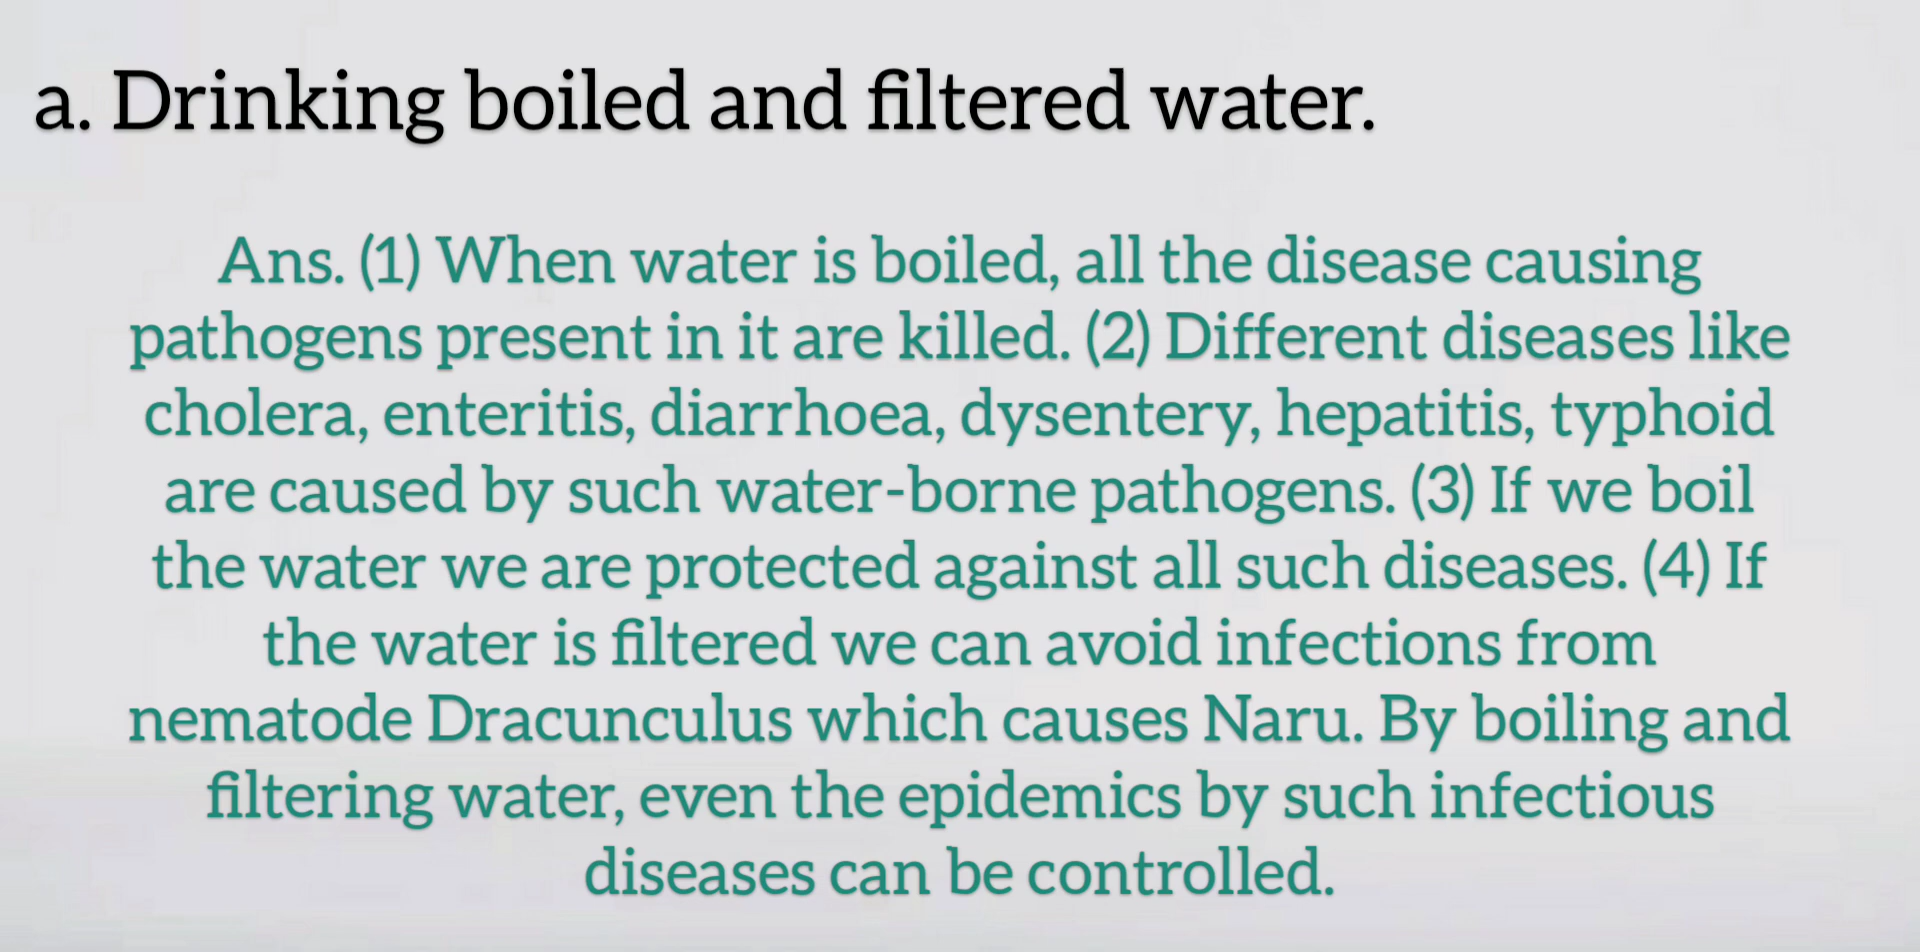 a. Drinking boiled and filtered water.
Ans. (1) When water is boiled, all the disease causing
pathogens present in it are killed. (2) Different diseases like
cholera, enteritis, diarrhoea, dysentery, hepatitis, typhoid
are caused by such water-borne pathogens. (3) If we boil
the water we are protected against all such diseases. (4) If
the water is filtered we can avoid infections from
nematode Dracunculus which causes Naru. By boiling and
filtering water, even the epidemics by such infectious
diseases can be controlled.